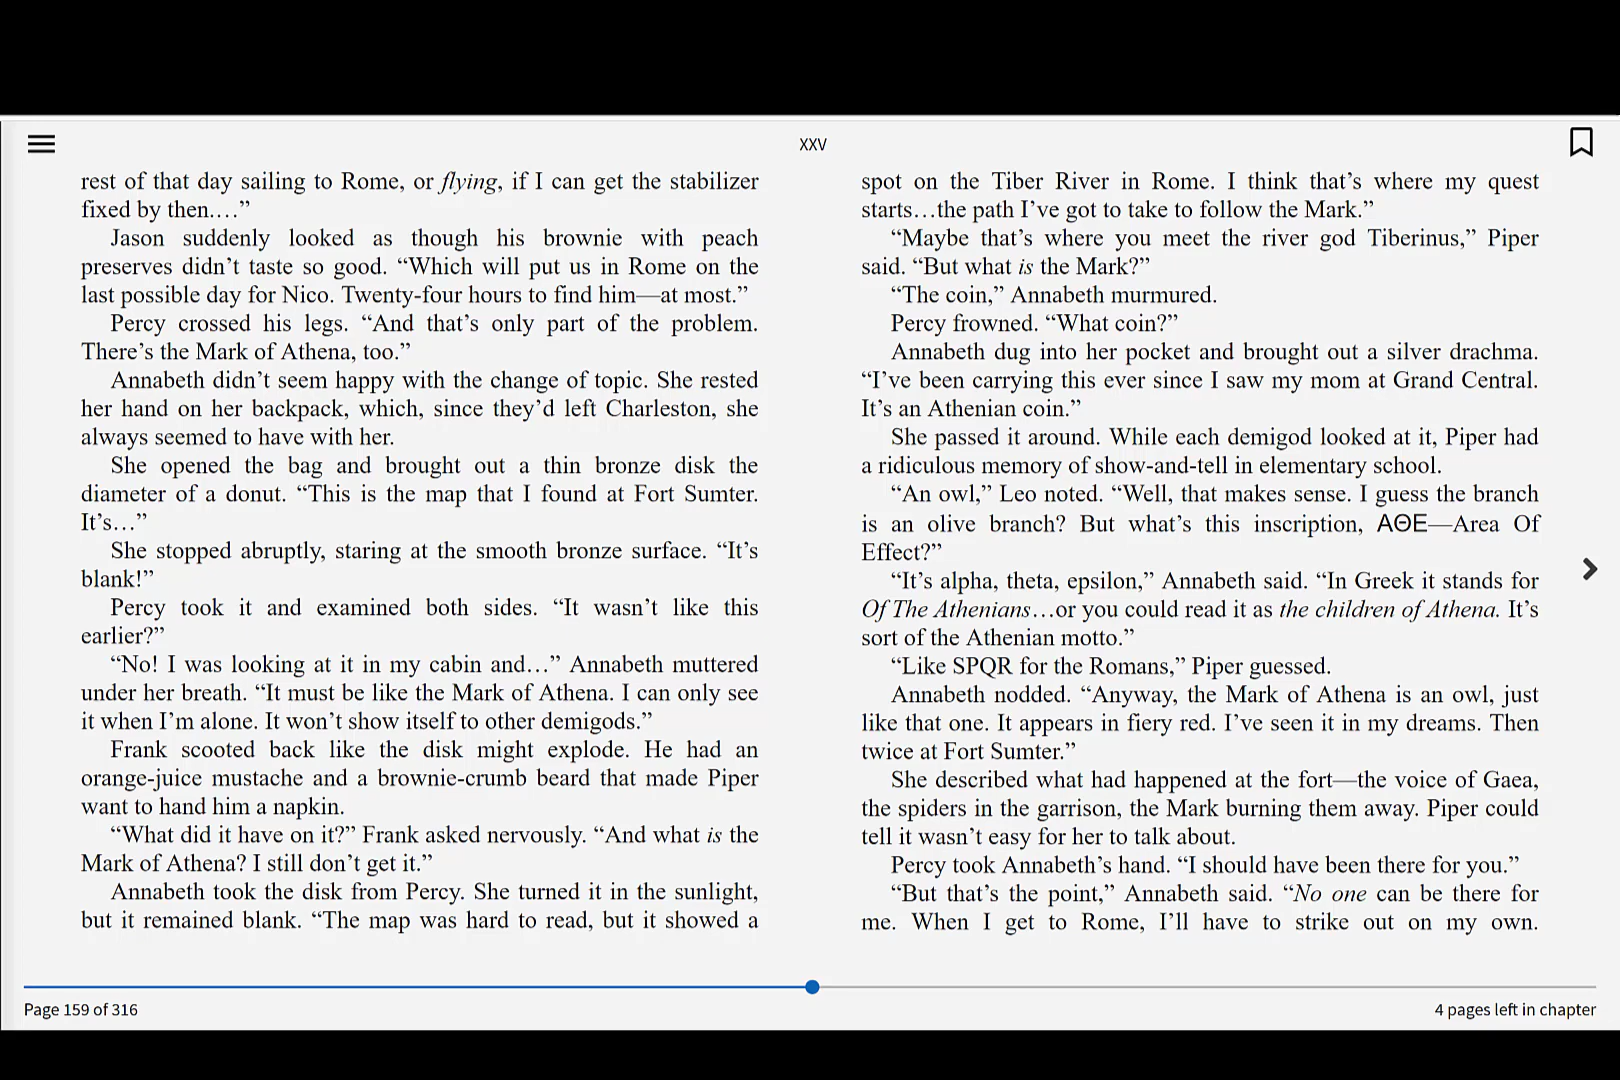 XXV
rest of that day sailing to Rome, or flying, if I can get the stabilizer
fixed by then.…”
Jason suddenly looked as though his brownie with peach
preserves didn’t taste so good. “Which will put us in Rome on the
last possible day for Nico. Twenty-four hours to find him—at most.”
Percy crossed his legs. “And that’s only part of the problem.
There’s the Mark of Athena, too.”
Annabeth didn’t seem happy with the change of topic. She rested
her hand on her backpack, which, since they’d left Charleston, she
always seemed to have with her.
She opened the bag and brought out a thin bronze disk the
diameter of a donut. “This is the map that I found at Fort Sumter.
It’s…”
She stopped abruptly, staring at the smooth bronze surface. “It’s
blank!”
Percy took it and examined both sides. “It wasn’t like this
earlier?”
“No! I was looking at it in my cabin and…” Annabeth muttered
under her breath. “It must be like the Mark of Athena. I can only see
it when I’m alone. It won’t show itself to other demigods.”
Frank scooted back like the disk might explode. He had an
orange-juice mustache and a brownie-crumb beard that made Piper
want to hand him a napkin.
“What did it have on it?” Frank asked nervously. “And what is the
Mark of Athena? I still don’t get it.”
Annabeth took the disk from Percy. She turned it in the sunlight,
but it remained blank. “The map was hard to read, but it showed a
spot on the Tiber River in Rome. I think that’s where my quest
starts…the path I’ve got to take to follow the Mark.”
“Maybe that’s where you meet the river god Tiberinus,” Piper
said. “But what is the Mark?”
“The coin,” Annabeth murmured.
Percy frowned. “What coin?”
Annabeth dug into her pocket and brought out a silver drachma.
“I’ve been carrying this ever since I saw my mom at Grand Central.
It’s an Athenian coin.”
She passed it around. While each demigod looked at it, Piper had
a ridiculous memory of show-and-tell in elementary school.
“An owl,” Leo noted. “Well, that makes sense. I guess the branch
is an olive branch? But what’s this inscription, ΑΘΕ—Area Of
Effect?”
“It’s alpha, theta, epsilon,” Annabeth said. “In Greek it stands for
Of The Athenians…or you could read it as the children of Athena. It’s
sort of the Athenian motto.”
“Like SPQR for the Romans,” Piper guessed.
Annabeth nodded. “Anyway, the Mark of Athena is an owl, just
like that one. It appears in fiery red. I’ve seen it in my dreams. Then
twice at Fort Sumter.”
She described what had happened at the fort—the voice of Gaea,
the spiders in the garrison, the Mark burning them away. Piper could
tell it wasn’t easy for her to talk about.
Percy took Annabeth’s hand. “I should have been there for you.”
“But that’s the point,” Annabeth said. “No one can be there for
me. When I get to Rome, I’ll have to strike out on my own.
Page 159 of 316
4 pages left in chapter